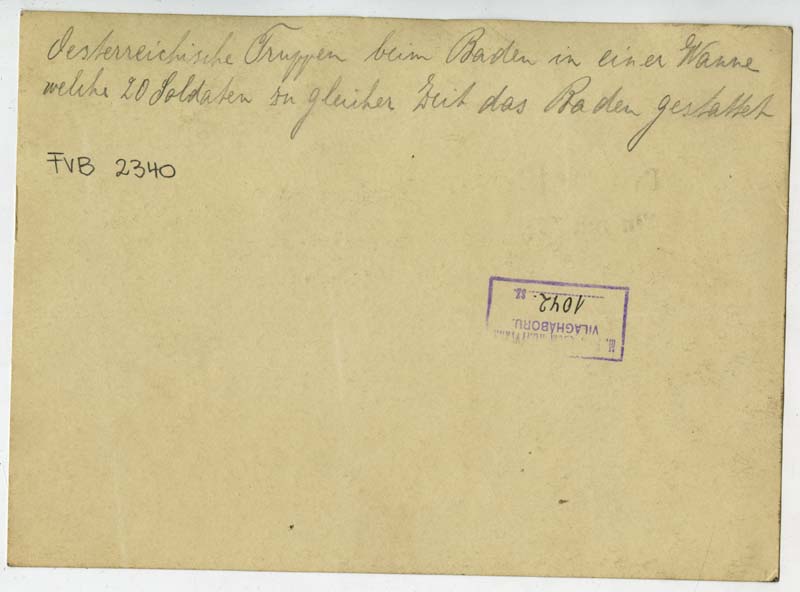 Oesterreichische Truppen beim Baden in einer Wanne
welche 20 Soldaten zu gleicher Zeit das Baden gestattet
FVB 2340
VILÁGHÁBORU.
1042. sz.